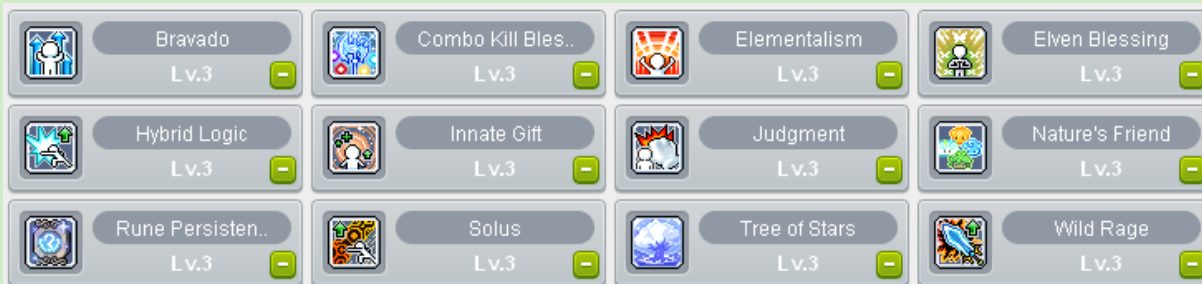 Bravado
Lv.3
Combo Kill Bles..
Lv.3
Elementalism
Lv.3
Elven Blessing
Lv.3
Hybrid Logic
Lv.3
Innate Gift
Lv.3
Judgment
Lv.3
Nature's Friend
Lv.3
Rune Persisten..
Lv.3
Solus
Lv.3
Tree of Stars
Lv.3
Wild Rage
Lv.3